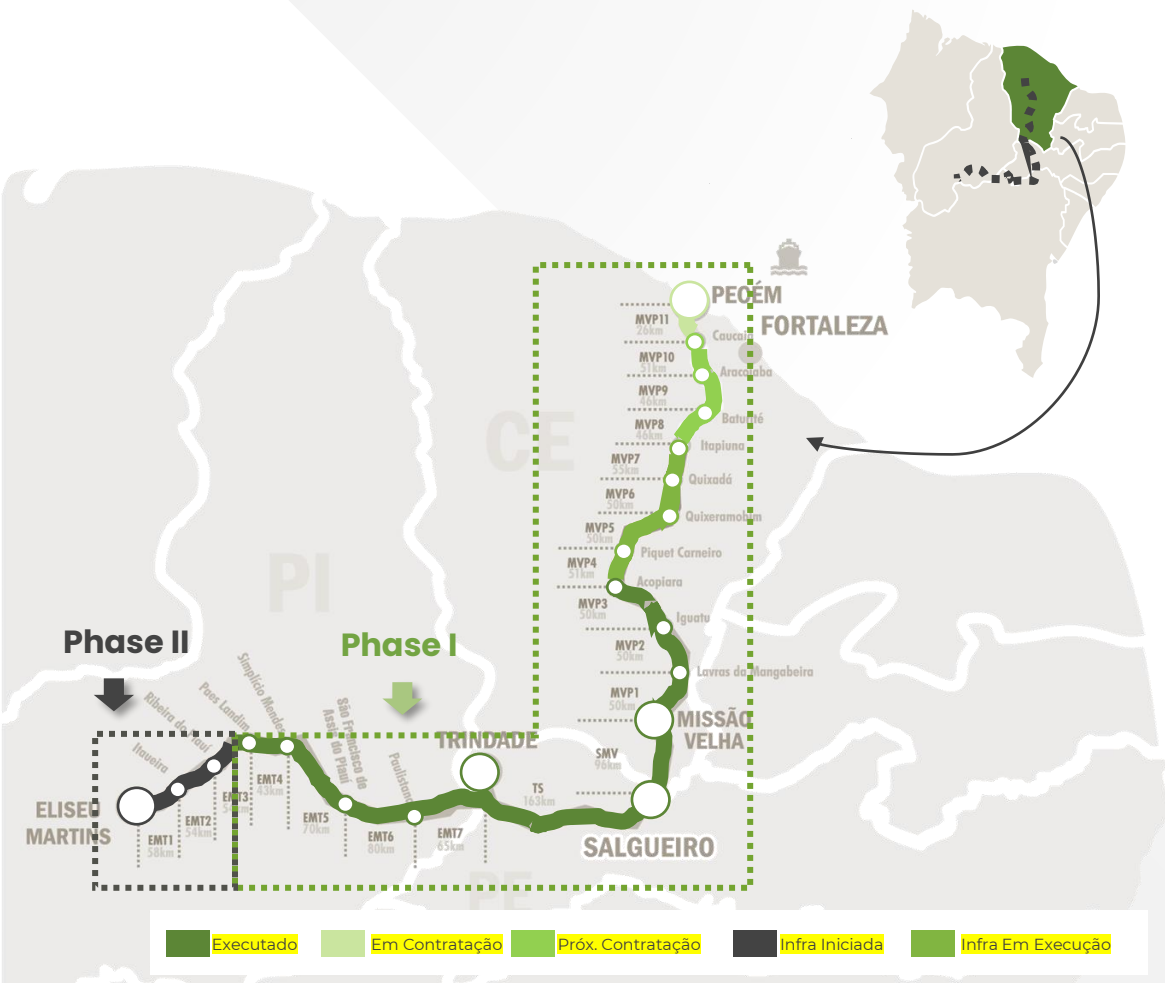 PECÉM
FORTALEZA
MVP11
26km
Caucaia
MVP10
51km
Aracoiaba
MVP9
46km
Baturité
MVP8
46km
Itapiuna
CE
MVP7
55km
Quixadá
MVP6
50km
Quixeramobim
MVP5
50km
Piquet Carneiro
MVP4
51km
Acopiara
PI
MVP3
50km
Iguatu
Phase II
Phase I
MVP2
50km
Lavras da Mangabeira
MVP1
50km
MISSÃO
VELHA
Itaueira
Ribeira do Piauí
Paes Landim
Simplício Mendes
São Francisco de
Assis do Piauí
Paulistana
TRINDADE
SMV
96km
ELISEU
MARTINS
EMT1
58km
EMT2
54km
EMT3
EMT4
43km
EMT5
70km
EMT6
80km
EMT7
65km
TS
163km
SALGUEIRO
PE
Executado
Em Contratação
Próx. Contratação
Infra Iniciada
Infra Em Execução